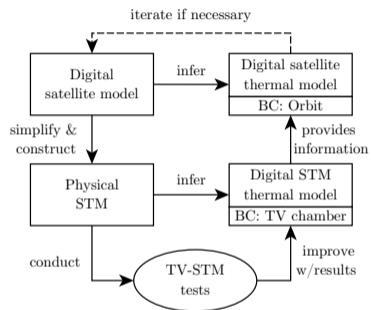 iterate if necessary
Digital
satellite model
infer
Digital satellite
thermal model
BC: Orbit
simplify &
construct
provides
information
Physical
STM
infer
Digital STM
thermal model
BC: TV chamber
conduct
TV-STM
tests
improve
w/results